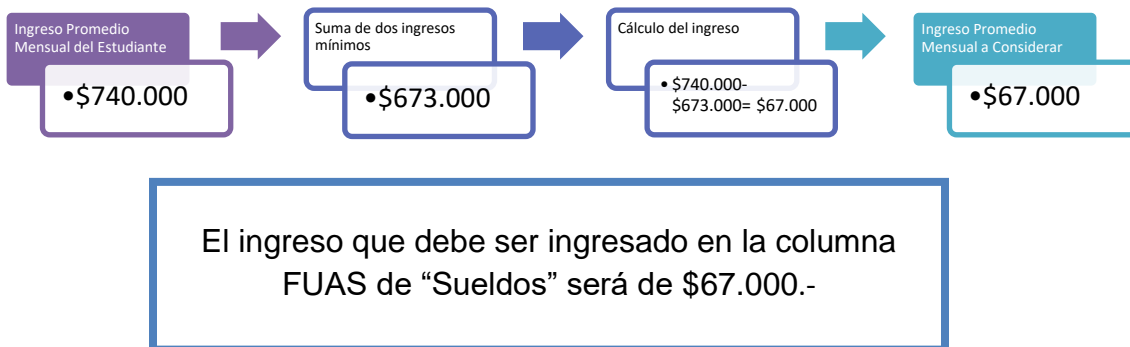 Ingreso Promedio
Mensual del Estudiante
•$740.000
Suma de dos ingresos
mínimos
•$673.000
Cálculo del ingreso
• $740.000-
$673.000= $67.000
Ingreso Promedio
Mensual a Considerar
•$67.000
El ingreso que debe ser ingresado en la columna
FUAS de “Sueldos” será de $67.000.-